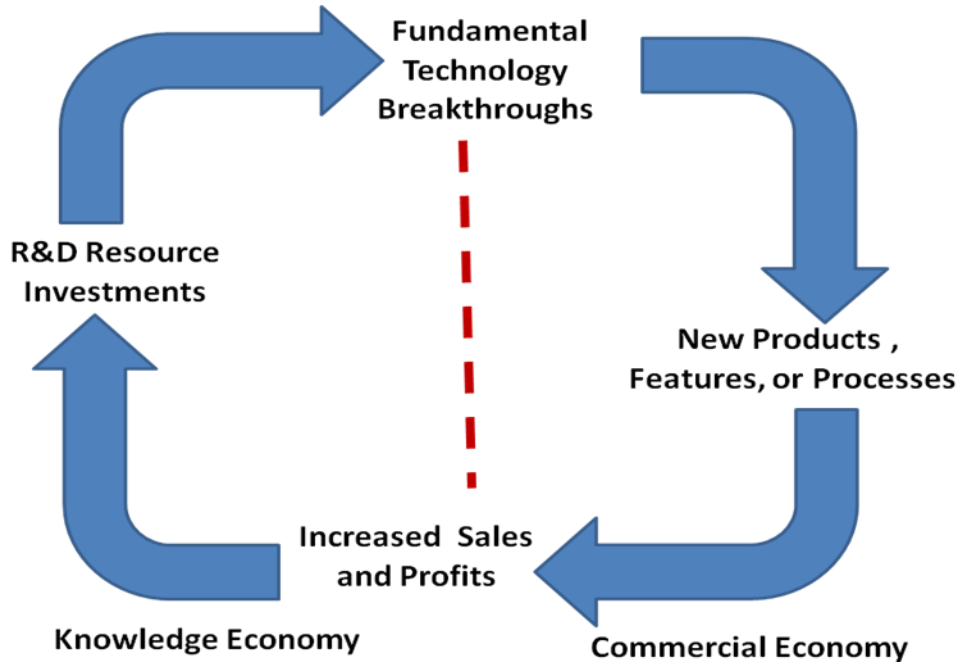 Fundamental
Technology
Breakthroughs
R&D Resource
Investments
New Products ,
Features, or Processes
Increased  Sales
and Profits
Knowledge Economy
Commercial Economy